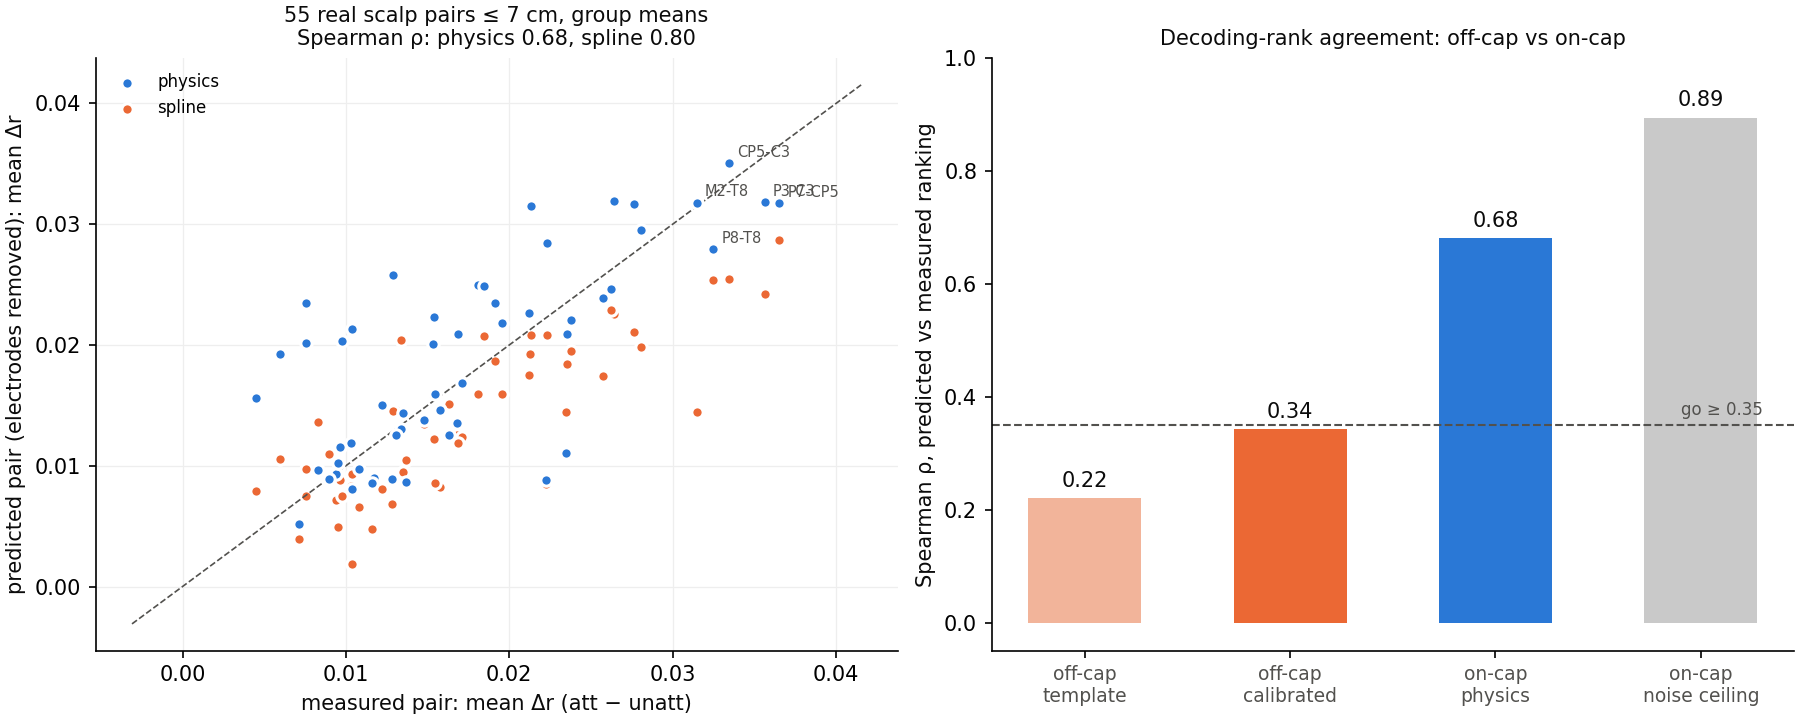 55 real scalp pairs ≤ 7 cm, group means
Spearman ρ: physics 0.68, spline 0.80
physics
spline
0.04
0.03
0.02
0.01
0.00
predicted pair (electrodes removed): mean Δr
CP5-C3
M2-T8
P3-C3
P7-CP5
P8-T8
0.00 0.01 0.02 0.03 0.04
measured pair: mean Δr (att − unatt)
Decoding-rank agreement: off-cap vs on-cap
1.0
0.8
0.6
0.4
0.2
0.0
Spearman ρ, predicted vs measured ranking
0.22
0.34
0.68
0.89
go ≥ 0.35
off-cap
template
off-cap
calibrated
on-cap
physics
on-cap
noise ceiling